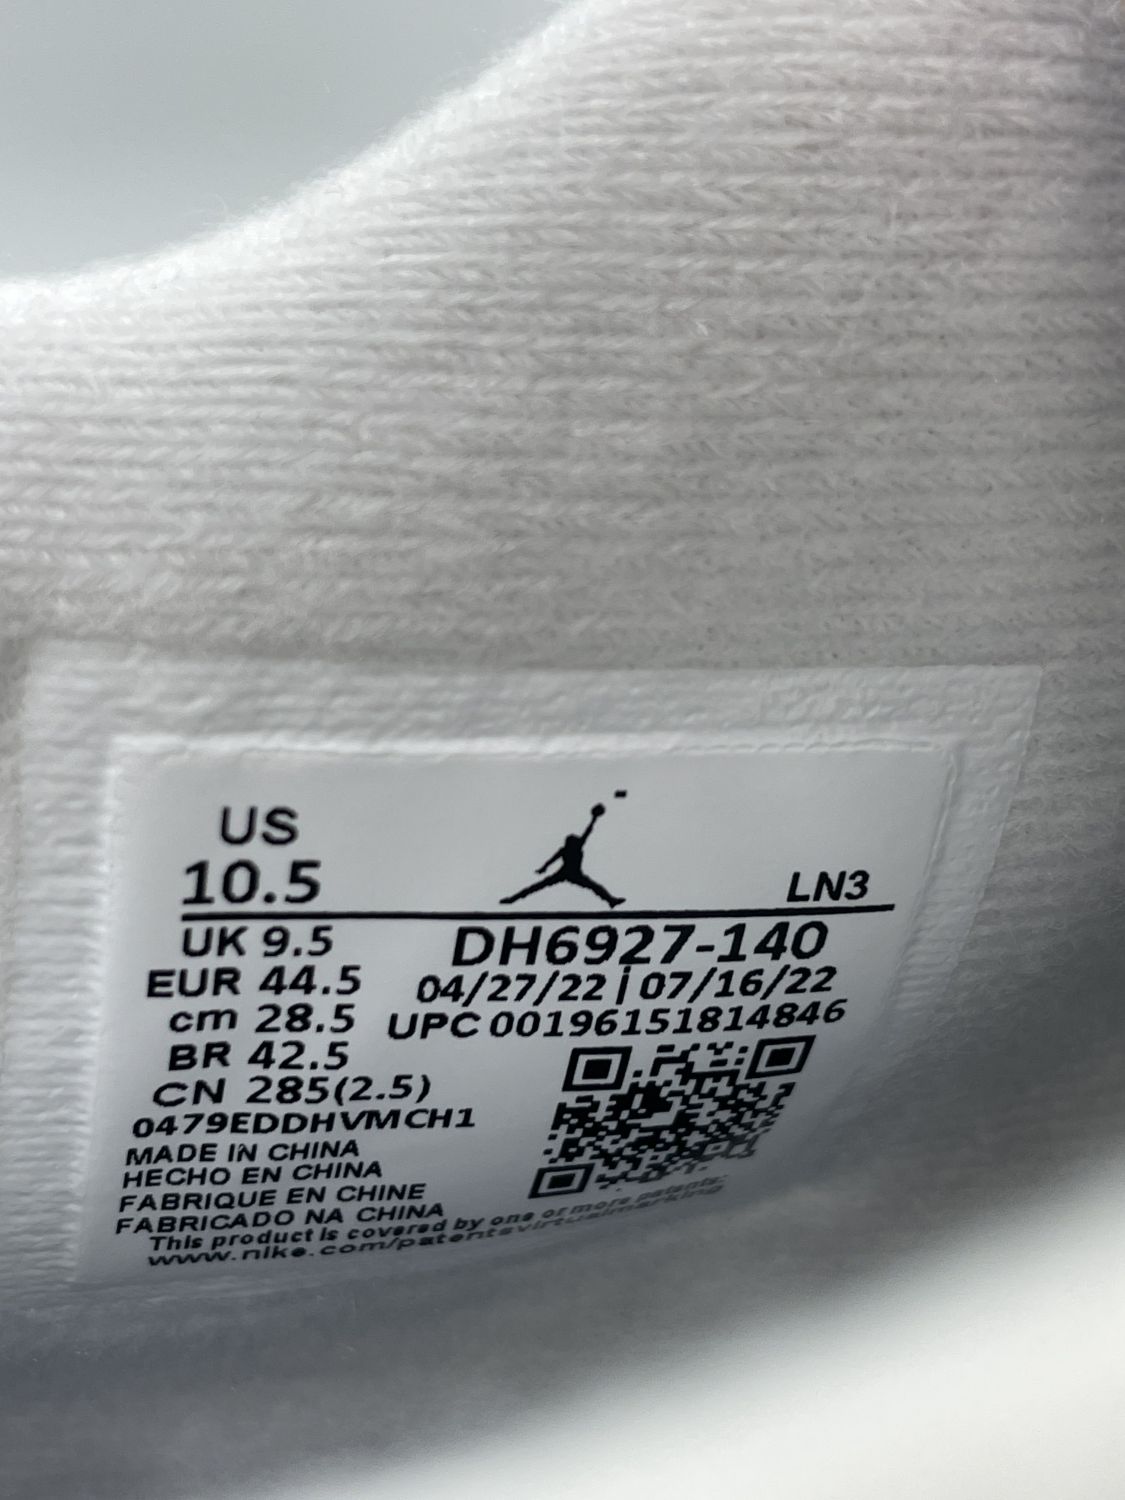 US
10.5
LN3
UK 9.5
EUR 44.5
cm 28.5
BR 42.5
CN 285(2.5)
DH6927-140
04/27/22 | 07/16/22
UPC 00196151814846
0479EDDHVMCH1
MADE IN CHINA
HECHO EN CHINA
FABRIQUE EN CHINE
FABRICADO NA CHINA
This product is covered by one or more patents:
www.nike.com/patentsvirtualmarking